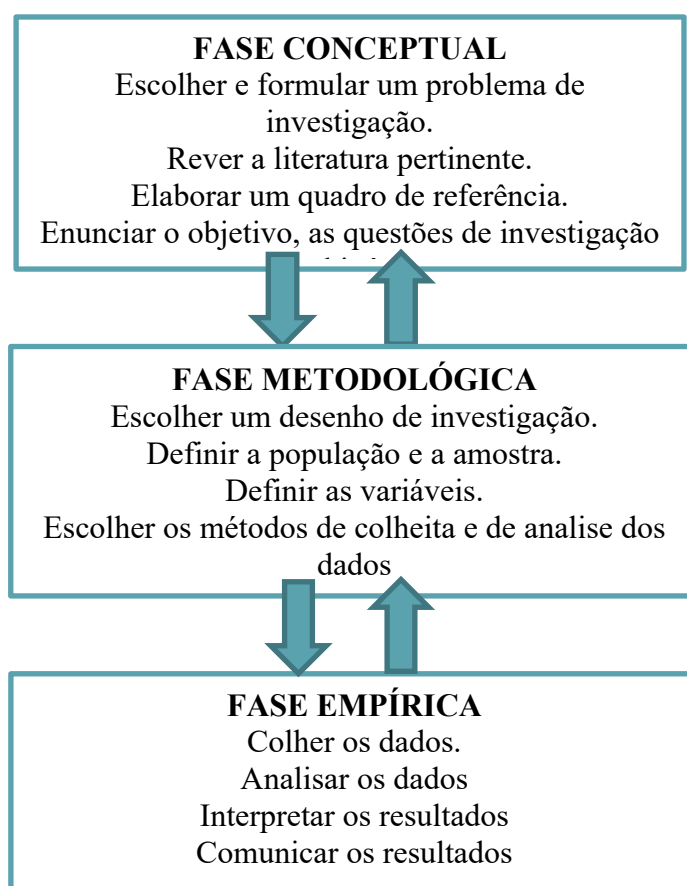 FASE CONCEPTUAL
Escolher e formular um problema de
investigação.
Rever a literatura pertinente.
Elaborar um quadro de referência.
Enunciar o objetivo, as questões de investigação
FASE METODOLÓGICA
Escolher um desenho de investigação.
Definir a população e a amostra.
Definir as variáveis.
Escolher os métodos de colheita e de analise dos
dados
FASE EMPÍRICA
Colher os dados.
Analisar os dados
Interpretar os resultados
Comunicar os resultados